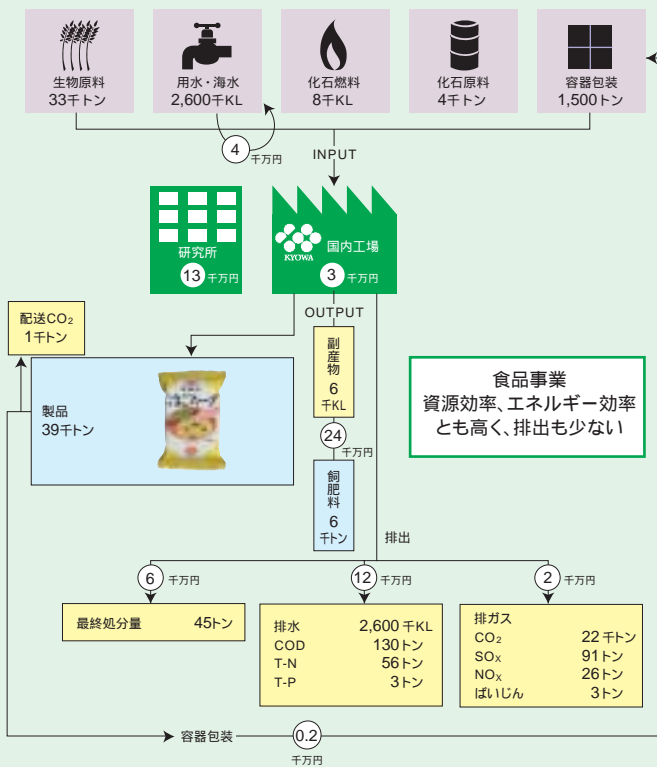 生物原料
33千トン
用水・海水
2,600千KL
化石燃料
8千KL
化石原料
4千トン
容器包装
1,500トン
4
千万円
INPUT
研究所
13 千万円
KYOWA
国内工場
3 千万円
OUTPUT
配送CO₂
1千トン
製品
39千トン
副産物
6
千KL
24
千万円
飼肥料
6
千トン
食品事業
資源効率、エネルギー効率
とも高く、排出も少ない
排出
6 千万円
12 千万円
2 千万円
最終処分量 45トン
排水 2,600千KL
COD 130トン
T-N 56トン
T-P 3トン
排ガス
CO₂ 22千トン
SOX 91トン
NOX 26トン
ばいじん 3トン
容器包装
0.2
千万円